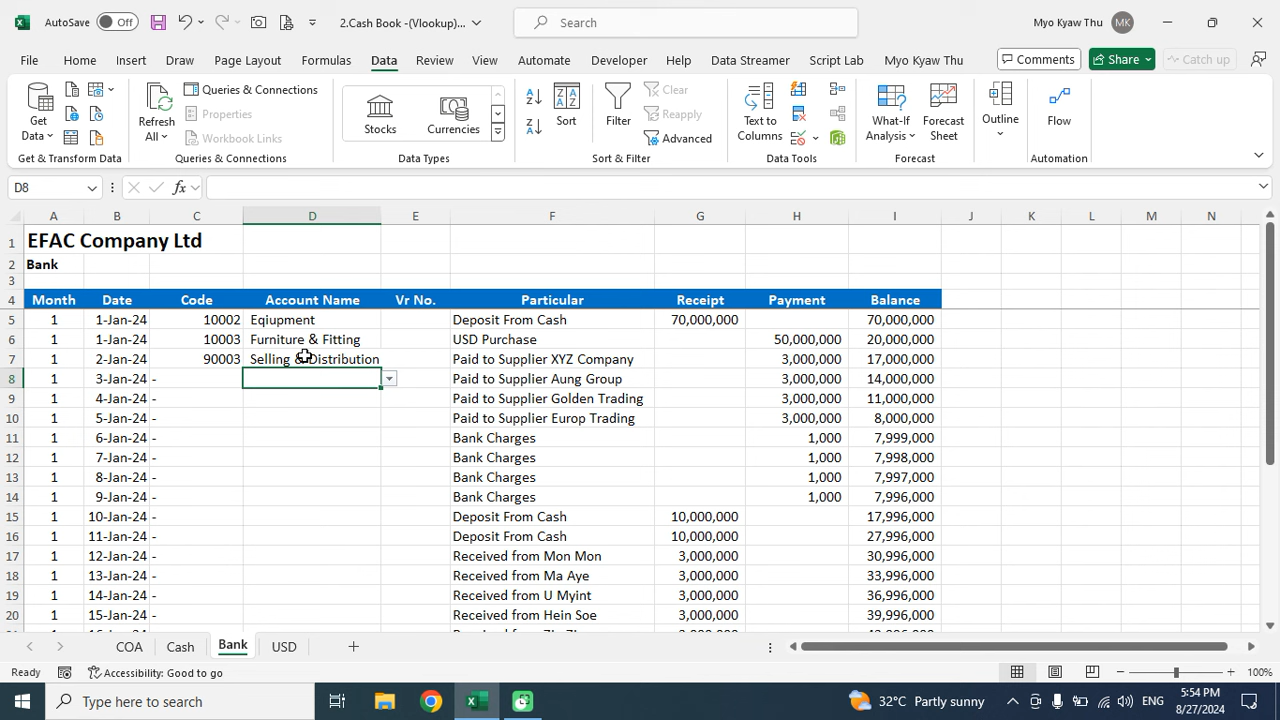 AutoSave Off 2.Cash Book - (Vlookup)... Search Myo Kyaw Thu MK
File Home Insert Draw Page Layout Formulas Data Review View Automate Developer Help Data Streamer Script Lab Myo Kyaw Thu Comments Share Catch up
Get Data Refresh All Queries & Connections Properties Workbook Links Stocks Currencies Sort Filter Clear Reapply Advanced Text to Columns What-If Analysis Forecast Sheet Outline Flow
Get & Transform Data Queries & Connections Data Types Sort & Filter Data Tools Forecast Automation
D8 fx
A B C D E F G H I J K L M N
1 EFAC Company Ltd
2 Bank
3
4 Month Date Code Account Name Vr No. Particular Receipt Payment Balance
5 1 1-Jan-24 10002 Eqiupment Deposit From Cash 70,000,000 70,000,000
6 1 1-Jan-24 10003 Furniture & Fitting USD Purchase 50,000,000 20,000,000
7 1 2-Jan-24 90003 Selling & Distribution Paid to Supplier XYZ Company 3,000,000 17,000,000
8 1 3-Jan-24 - Paid to Supplier Aung Group 3,000,000 14,000,000
9 1 4-Jan-24 - Paid to Supplier Golden Trading 3,000,000 11,000,000
10 1 5-Jan-24 - Paid to Supplier Europ Trading 3,000,000 8,000,000
11 1 6-Jan-24 - Bank Charges 1,000 7,999,000
12 1 7-Jan-24 - Bank Charges 1,000 7,998,000
13 1 8-Jan-24 - Bank Charges 1,000 7,997,000
14 1 9-Jan-24 - Bank Charges 1,000 7,996,000
15 1 10-Jan-24 - Deposit From Cash 10,000,000 17,996,000
16 1 11-Jan-24 - Deposit From Cash 10,000,000 27,996,000
17 1 12-Jan-24 - Received from Mon Mon 3,000,000 30,996,000
18 1 13-Jan-24 - Received from Ma Aye 3,000,000 33,996,000
19 1 14-Jan-24 - Received from U Myint 3,000,000 36,996,000
20 1 15-Jan-24 - Received from Hein Soe 3,000,000 39,996,000
COA Cash Bank USD
Ready Accessibility: Good to go 100%
Type here to search 32°C Partly sunny ENG 5:54 PM
8/27/2024